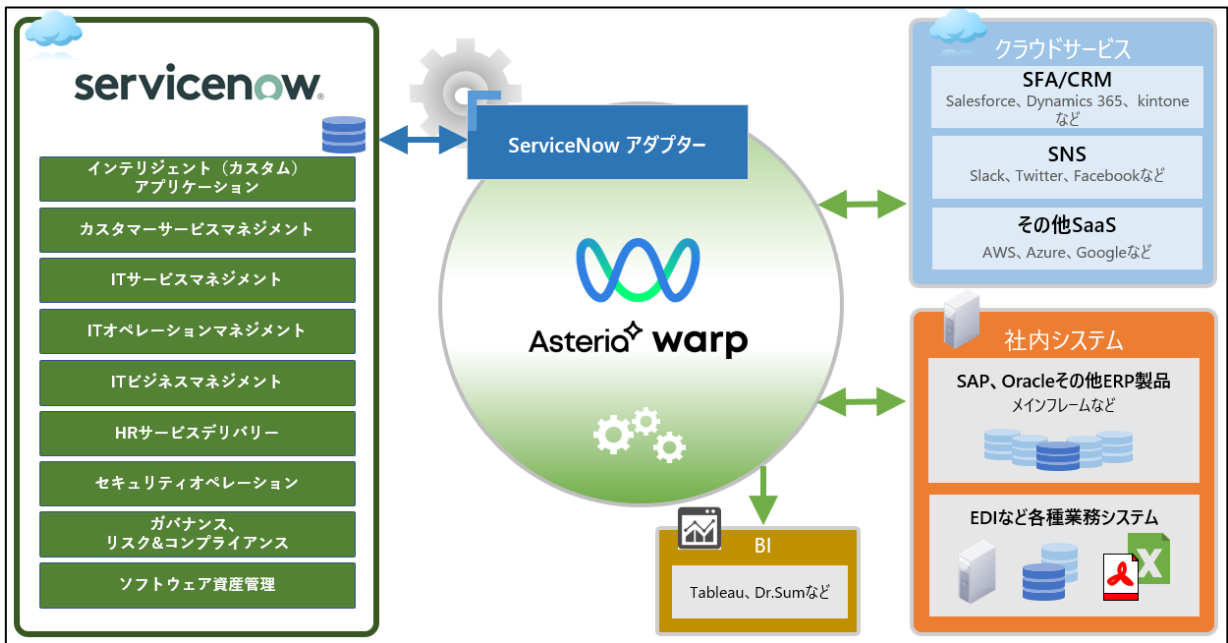 servicenow®
インテリジェント（カスタム）
アプリケーション
カスタマーサービスマネジメント
ITサービスマネジメント
ITオペレーションマネジメント
ITビジネスマネジメント
HRサービスデリバリー
セキュリティオペレーション
ガバナンス、
リスク&コンプライアンス
ソフトウェア資産管理
ServiceNow アダプター
Asteria warp
クラウドサービス
SFA/CRM
Salesforce、Dynamics 365、kintone
など
SNS
Slack、Twitter、Facebookなど
その他SaaS
AWS、Azure、Googleなど
社内システム
SAP、Oracleその他ERP製品
メインフレームなど
EDIなど各種業務システム
X
BI
Tableau、Dr.Sumなど